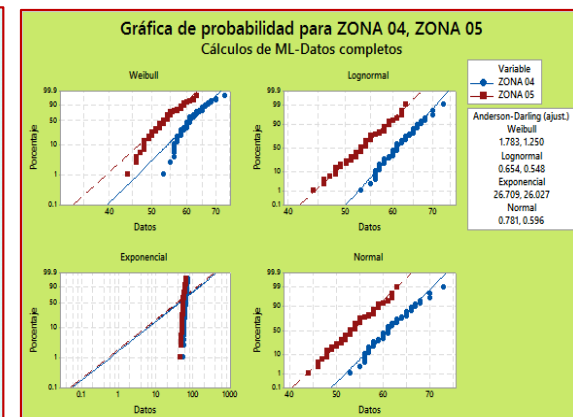 Gráfica de probabilidad para ZONA 04, ZONA 05
Cálculos de ML-Datos completos
Weibull
Lognormal
Porcentaje
99.9
90
50
10
1
0.1
40
50
60
70
Datos
Porcentaje
99.9
90
50
10
1
0.1
40
50
60
70
Datos
Exponencial
Normal
Porcentaje
99.9
90
50
10
1
0.1
0.1
1
10
100
1000
Datos
Porcentaje
99.9
90
50
10
1
0.1
50
60
70
Datos
Variable
ZONA 04
ZONA 05
Anderson-Darling (ajust.)
Weibull
1.783, 1.250
Lognormal
0.654, 0.548
Exponencial
26.709, 26.027
Normal
0.781, 0.596